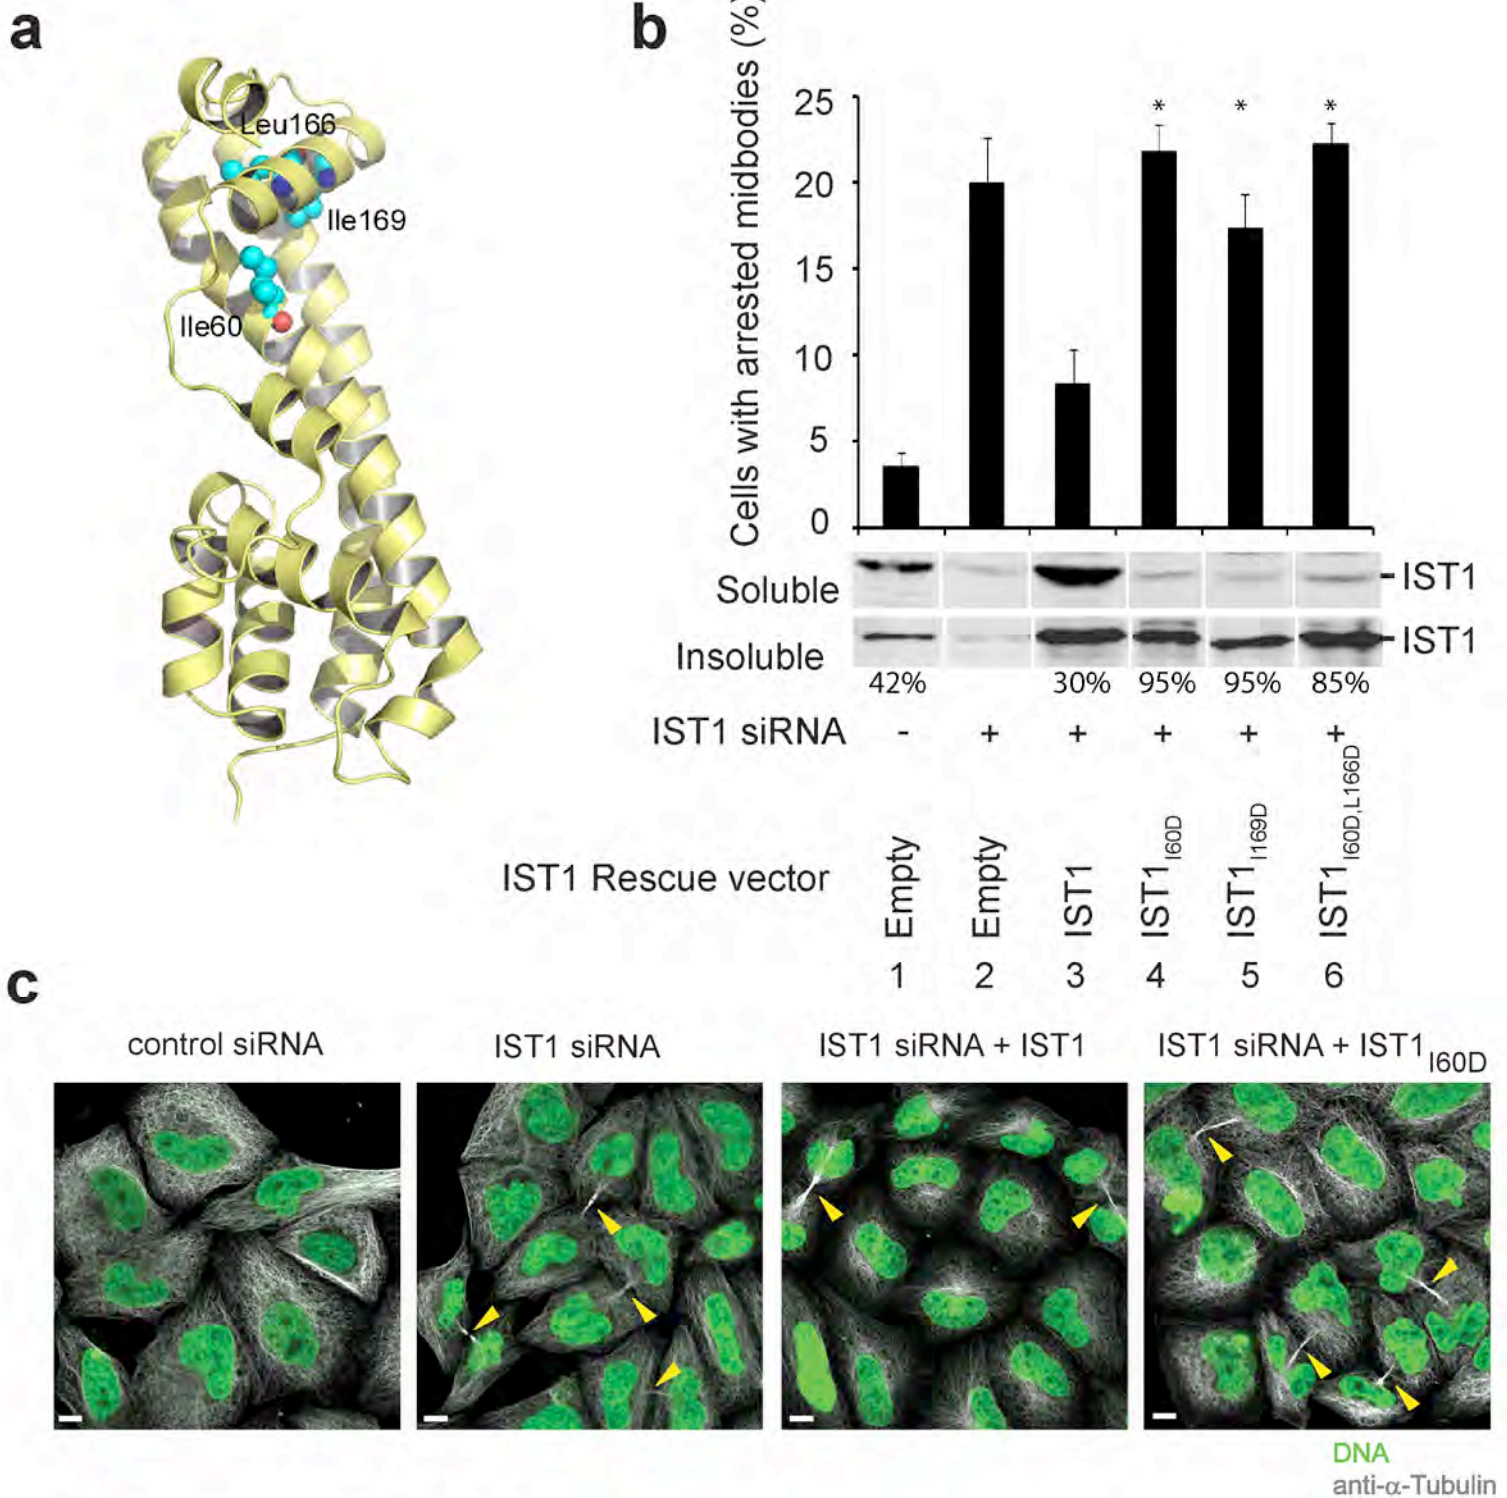 a
Leu166
Ile169
Ile60
b
Cells with arrested midbodies (%)
25
20
15
10
5
0
* * *
Soluble
IST1
Insoluble
IST1
42% 30% 95% 95% 85%
IST1 siRNA - + + + + +
IST1 Rescue vector
Empty
Empty
IST1
IST1I60D
IST1I169D
IST1I60D,L166D
1 2 3 4 5 6
c
control siRNA
IST1 siRNA
IST1 siRNA + IST1
IST1 siRNA + IST1I60D
DNA
anti-α-Tubulin